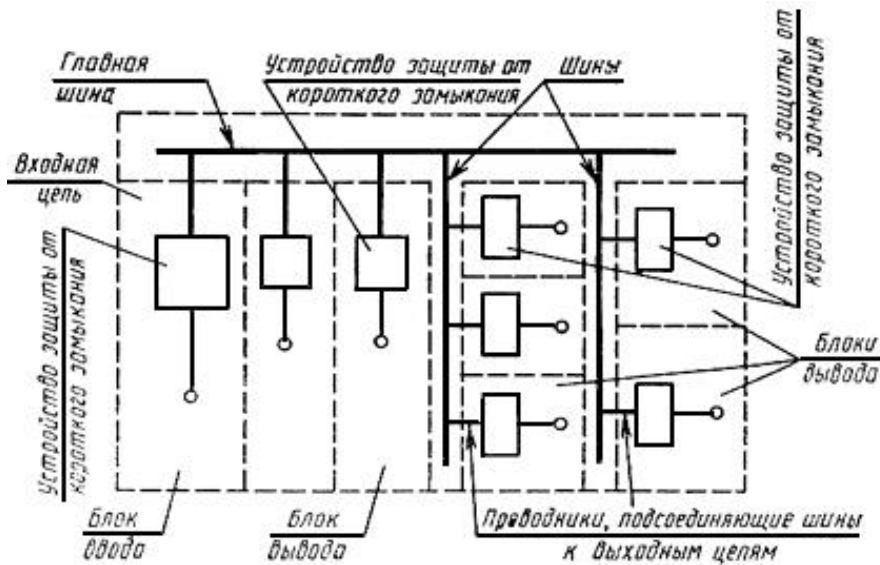 Главная
шина
Устройство защиты от
короткого замыкания
Шины
Устройство защиты от
короткого замыкания
Входная
цепь
Устройство защиты от
короткого замыкания
Блоки
вывода
Блок
ввода
Блок
вывода
Проводники, подсоединяющие шины
к выходным цепям